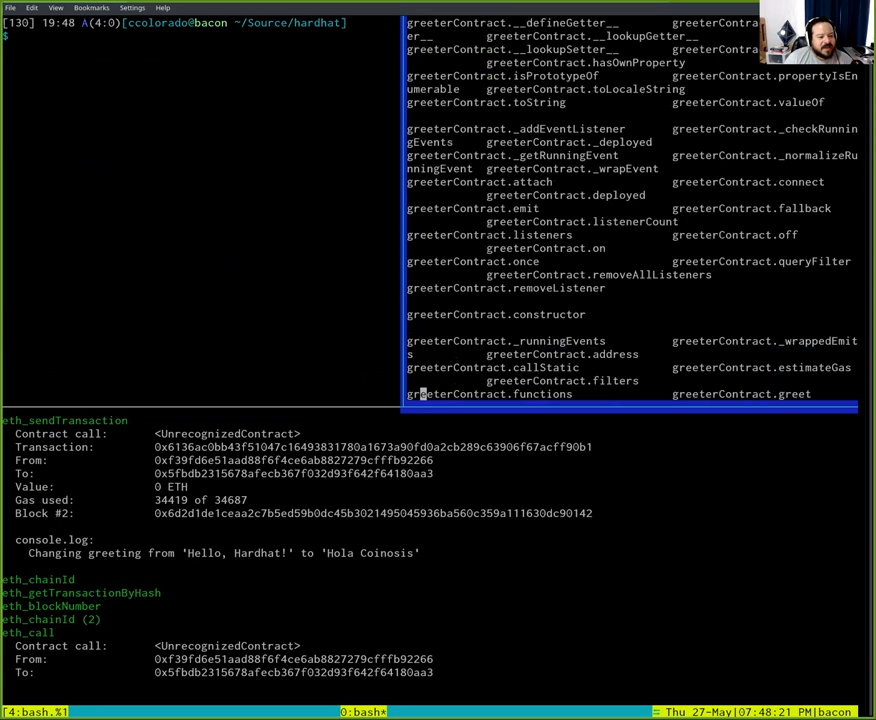 File Edit View Bookmarks Settings Help
[130] 19:48 A(4:0)[ccolorado@bacon ~/Source/hardhat]
$
greeterContract.__defineGetter__ greeterContract.
er__ greeterContract.__lookupGetter__
greeterContract.__lookupSetter__ greeterContract.
greeterContract.hasOwnProperty
greeterContract.isPrototypeOf greeterContract.propertyIsEn
umerable greeterContract.toLocaleString
greeterContract.toString greeterContract.valueOf
greeterContract._addEventListener greeterContract._checkRunnin
gEvents greeterContract._deployed
greeterContract._getRunningEvent greeterContract._normalizeRu
nningEvent greeterContract._wrapEvent
greeterContract.attach greeterContract.connect
greeterContract.deployed
greeterContract.emit greeterContract.fallback
greeterContract.listenerCount
greeterContract.listeners greeterContract.off
greeterContract.on
greeterContract.once greeterContract.queryFilter
greeterContract.removeAllListeners
greeterContract.removeListener
greeterContract.constructor
greeterContract._runningEvents greeterContract._wrappedEmit
s greeterContract.address
greeterContract.callStatic greeterContract.estimateGas
greeterContract.filters
greeterContract.functions greeterContract.greet
eth_sendTransaction
Contract call: <UnrecognizedContract>
Transaction: 0x6136ac0bb43f51047c16493831780a1673a90fd0a2cb289c63906f67acff90b1
From: 0xf39fd6e51aad88f6f4ce6ab8827279cfffb92266
To: 0x5fbdb2315678afecb367f032d93f642f64180aa3
Value: 0 ETH
Gas used: 34419 of 34687
Block #2: 0x6d2d1de1ceaa2c7b5ed59b0dc45b3021495045936ba560c359a111630dc90142
console.log:
Changing greeting from 'Hello, Hardhat!' to 'Hola Coinosis'
eth_chainId
eth_getTransactionByHash
eth_blockNumber
eth_chainId (2)
eth_call
Contract call: <UnrecognizedContract>
From: 0xf39fd6e51aad88f6f4ce6ab8827279cfffb92266
To: 0x5fbdb2315678afecb367f032d93f642f64180aa3
[4:bash.%1 0:bash* = Thu 27-May|07:48:21 PM|bacon